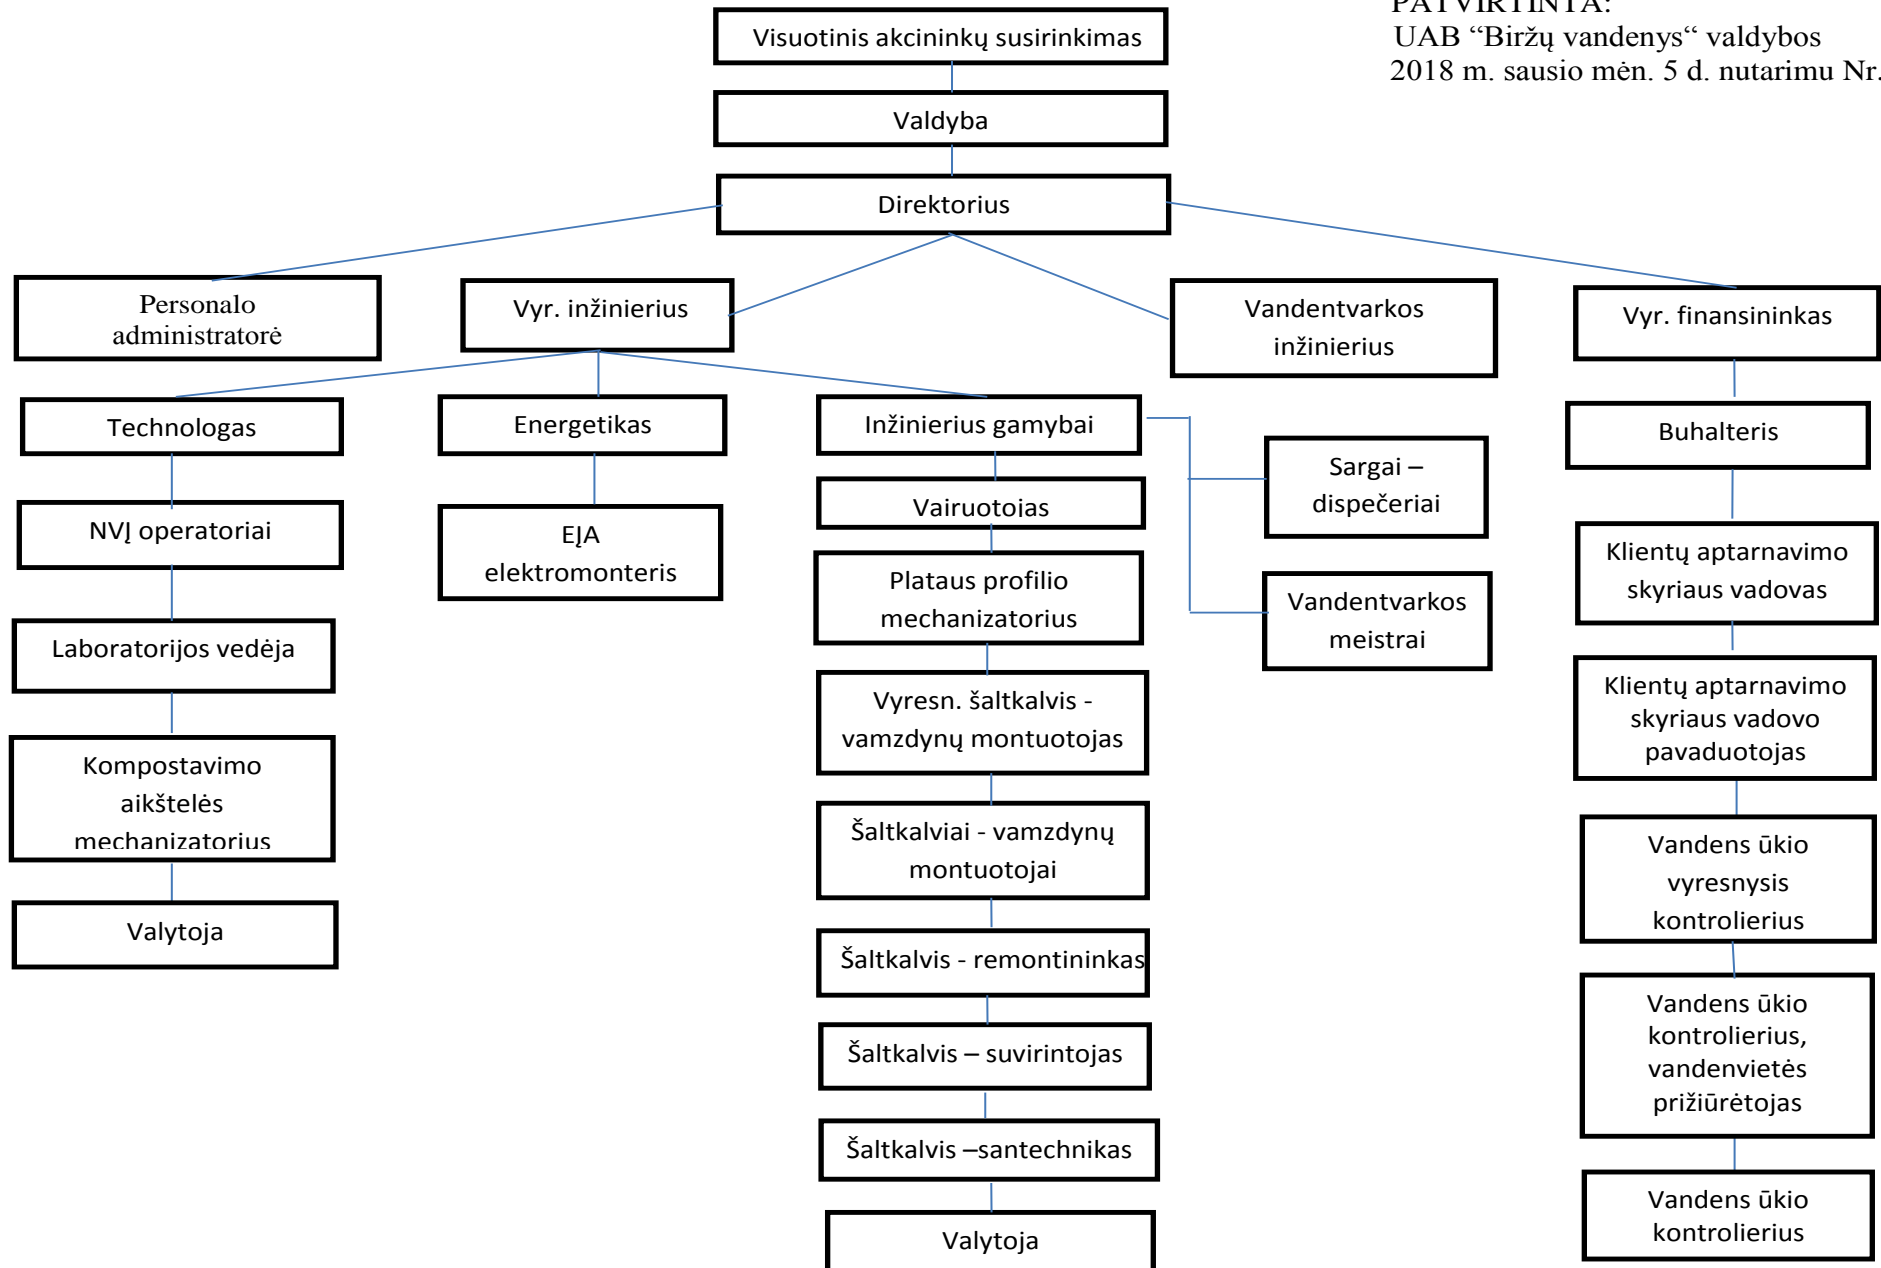 PATVIRTINTA:
UAB “Biržų vandenys“ valdybos
2018 m. sausio mėn. 5 d. nutarimu Nr.
Visuotinis akcininkų susirinkimas
Valdyba
Direktorius
Personalo
administratorė
Vyr. inžinierius
Vandentvarkos
inžinierius
Vyr. finansininkas
Technologas
Energetikas
Inžinierius gamybai
Buhalteris
NVĮ operatoriai
EĮA
elektromonteris
Vairuotojas
Sargai –
dispečeriai
Klientų aptarnavimo
skyriaus vadovas
Laboratorijos vedėja
Plataus profilio
mechanizatorius
Vandentvarkos
meistrai
Kompostavimo
aikštelės
mechanizatorius
Vyresn. šaltkalvis -
vamzdynų montuotojas
Klientų aptarnavimo
skyriaus vadovo
pavaduotojas
Valytoja
Šaltkalviai - vamzdynų
montuotojai
Vandens ūkio
vyresnysis
kontrolierius
Šaltkalvis - remontininkas
Šaltkalvis – suvirintojas
Vandens ūkio
kontrolierius,
vandenvietės
prižiūrėtojas
Šaltkalvis –santechnikas
Valytoja
Vandens ūkio
kontrolierius